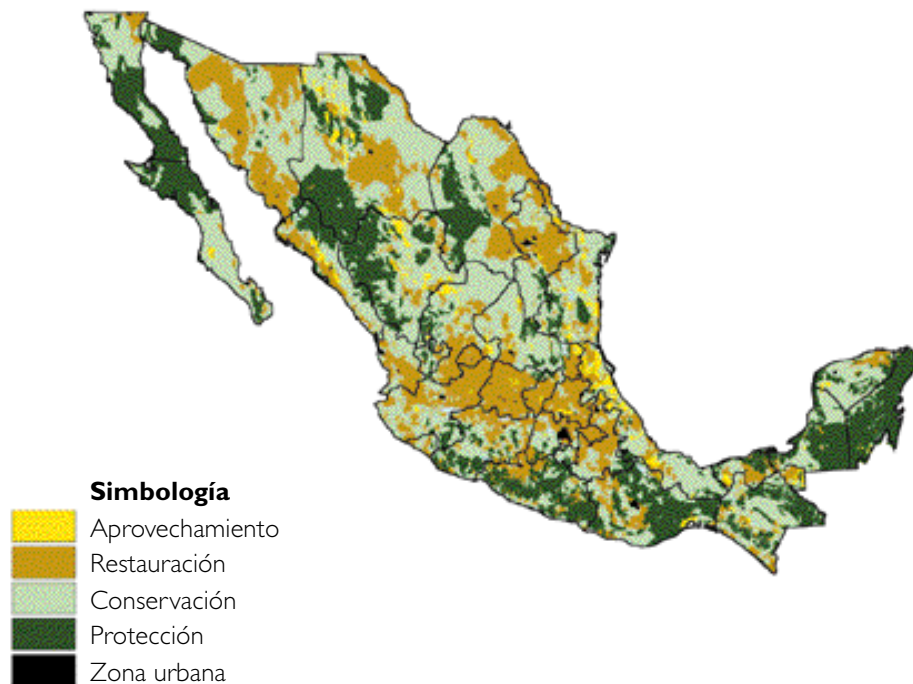 Simbología
Aprovechamiento
Restauración
Conservación
Protección
Zona urbana